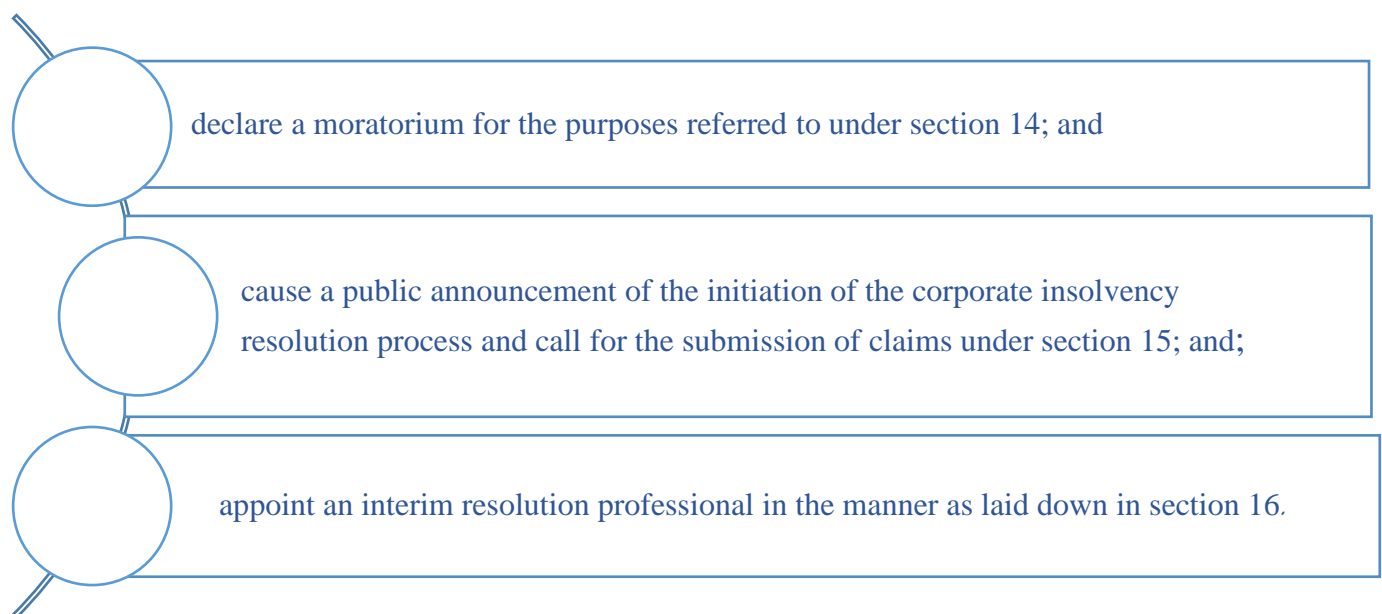 declare a moratorium for the purposes referred to under section 14; and
cause a public announcement of the initiation of the corporate insolvency
resolution process and call for the submission of claims under section 15; and;
appoint an interim resolution professional in the manner as laid down in section 16.